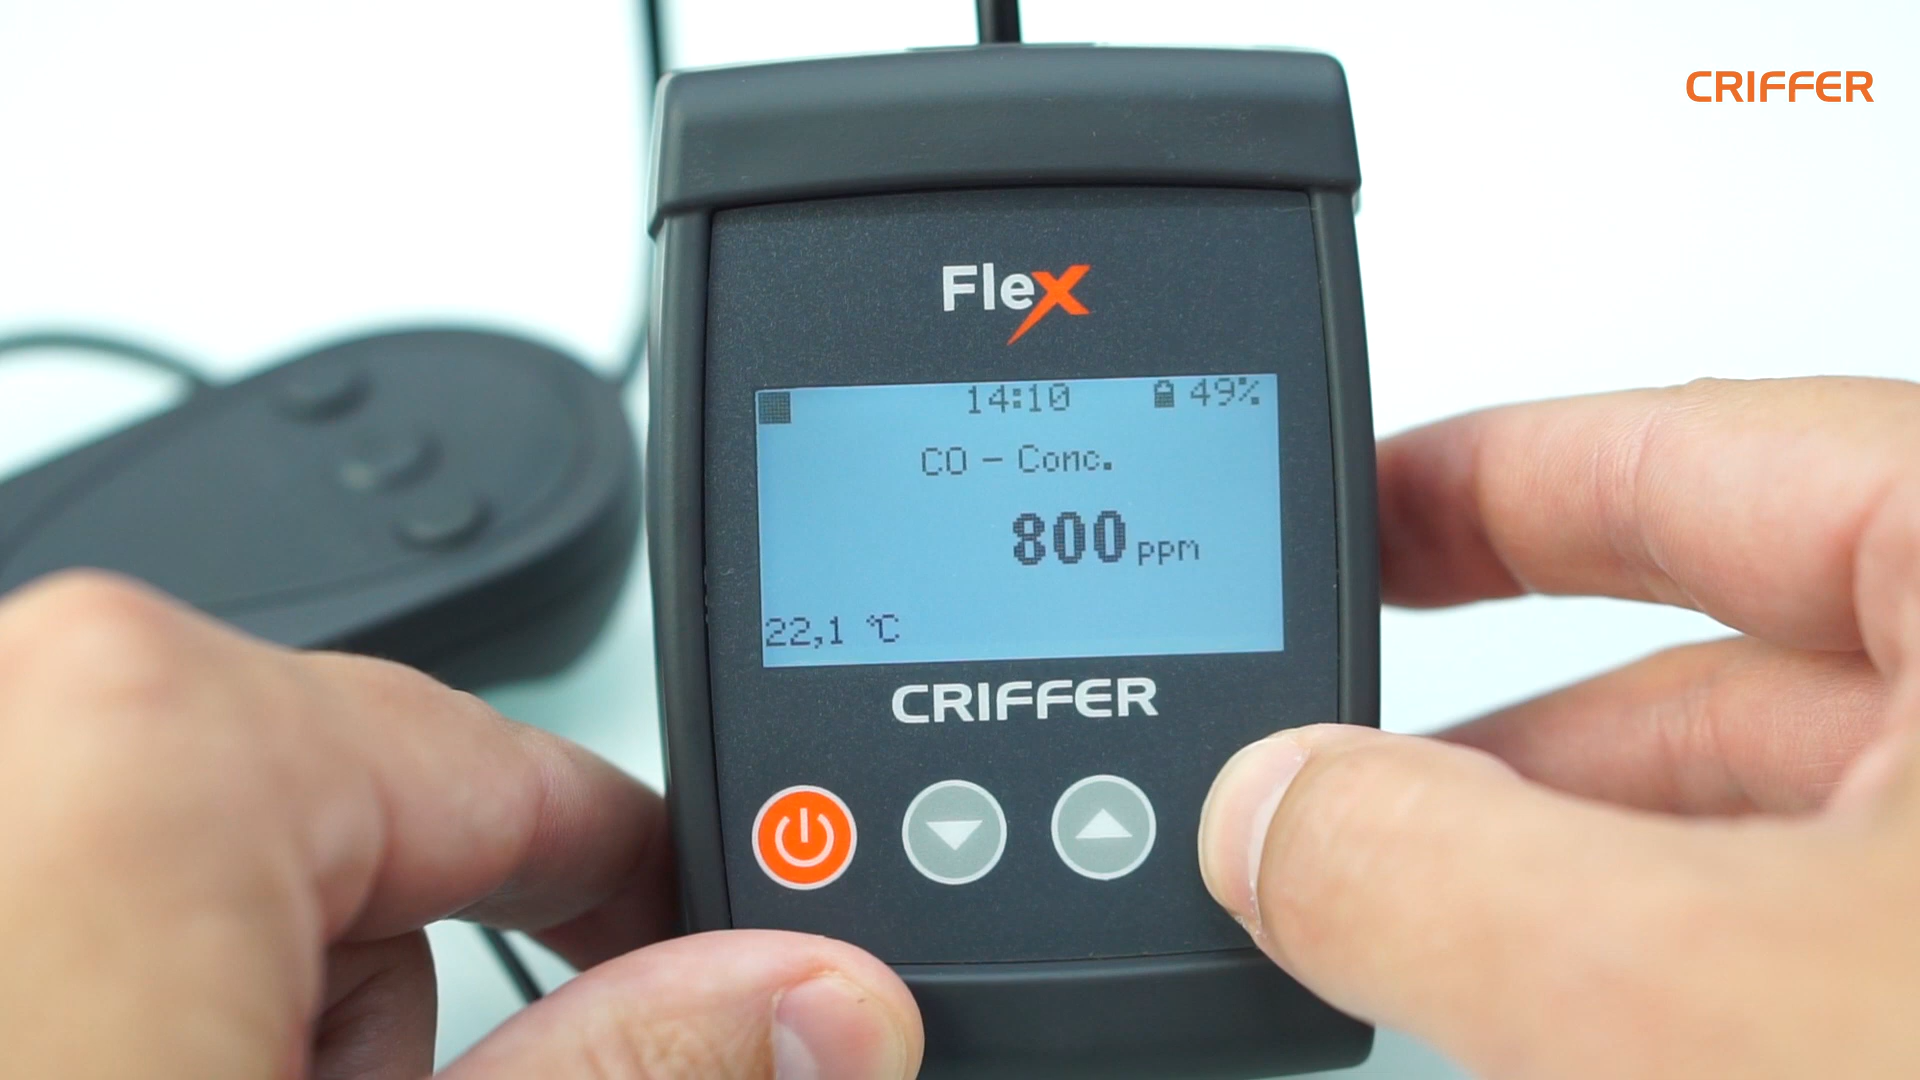 CRIFFER
FleX
14:10 49%
CO - Conc.
800 ppm
22,1 °C
CRIFFER